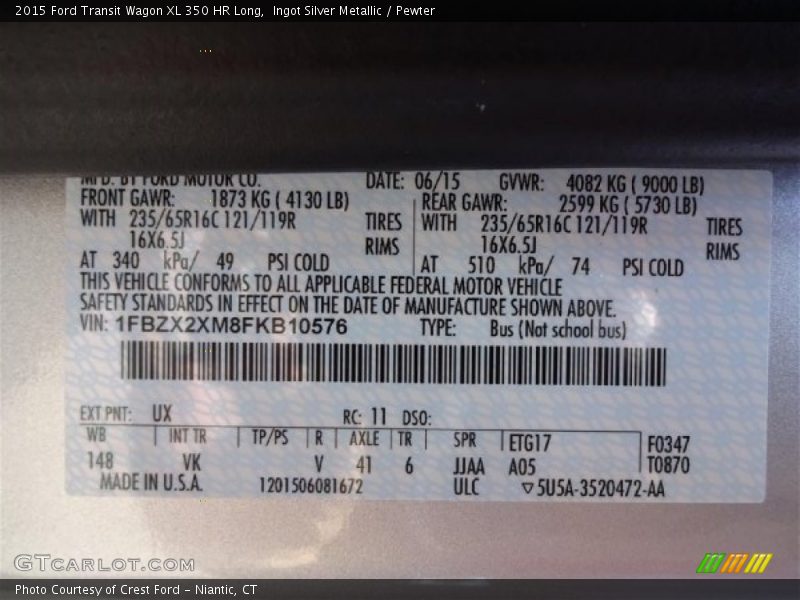 2015 Ford Transit Wagon XL 350 HR Long, Ingot Silver Metallic / Pewter
MFD. BY FORD MOTOR CO. DATE: 06/15 GVWR: 4082 KG ( 9000 LB)
FRONT GAWR: 1873 KG ( 4130 LB) REAR GAWR: 2599 KG ( 5730 LB)
WITH 235/65R16C 121/119R TIRES WITH 235/65R16C 121/119R TIRES
16X6.5J RIMS 16X6.5J RIMS
AT 340 kPa/ 49 PSI COLD AT 510 kPa/ 74 PSI COLD
THIS VEHICLE CONFORMS TO ALL APPLICABLE FEDERAL MOTOR VEHICLE
SAFETY STANDARDS IN EFFECT ON THE DATE OF MANUFACTURE SHOWN ABOVE.
VIN: 1FBZX2XM8FKB10576 TYPE: Bus (Not school bus)
EXT PNT: UX RC: 11 DSO:
WB INT TR TP/PS R AXLE TR SPR ETG17 F0347
148 VK V 41 6 JJAA A05 T0870
MADE IN U.S.A. 1201506081672 ULC ▽5U5A-3520472-AA
GTCARLOT.COM
Photo Courtesy of Crest Ford - Niantic, CT